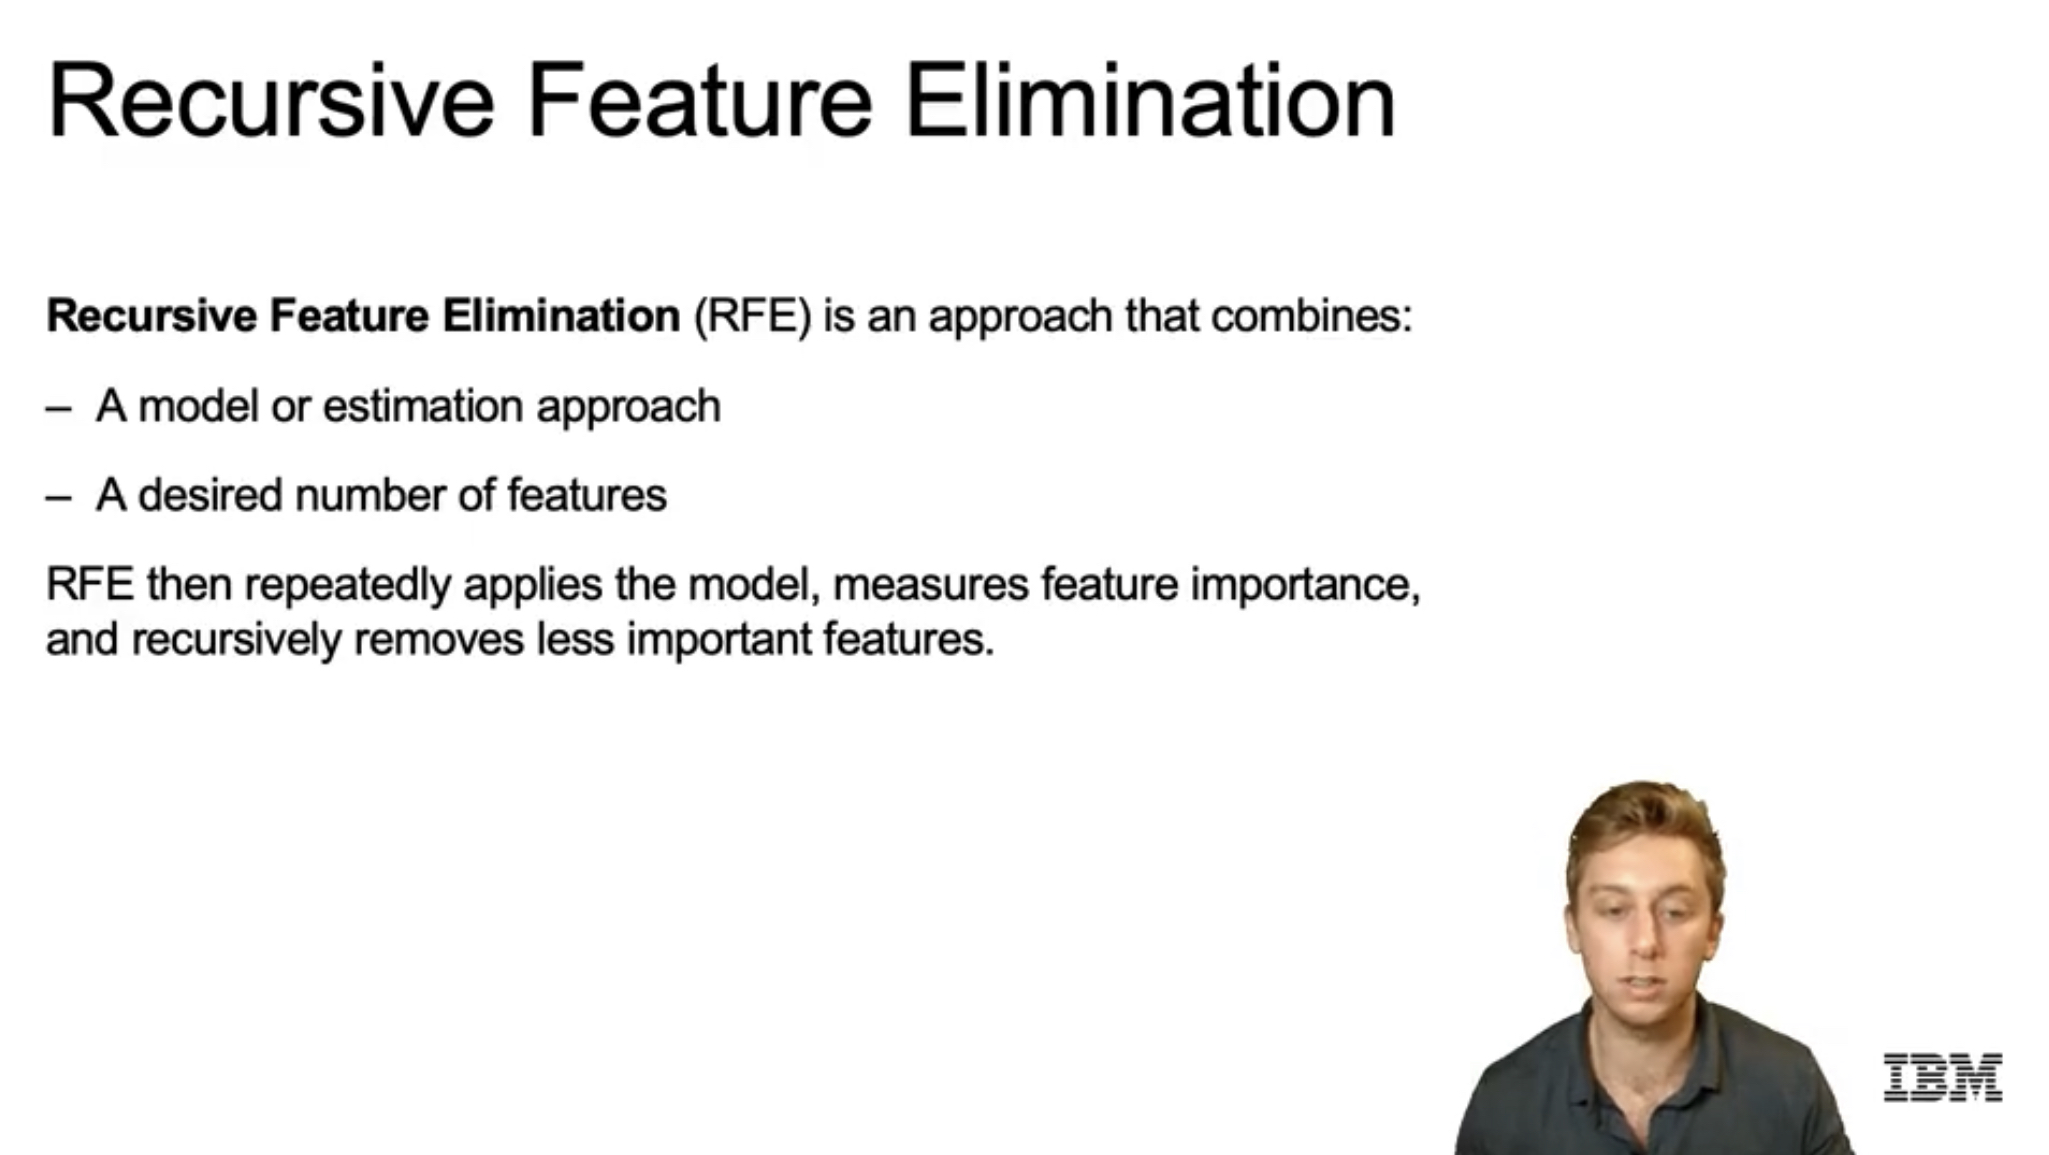 Recursive Feature Elimination
Recursive Feature Elimination (RFE) is an approach that combines:
– A model or estimation approach
– A desired number of features
RFE then repeatedly applies the model, measures feature importance,
and recursively removes less important features.
IBM